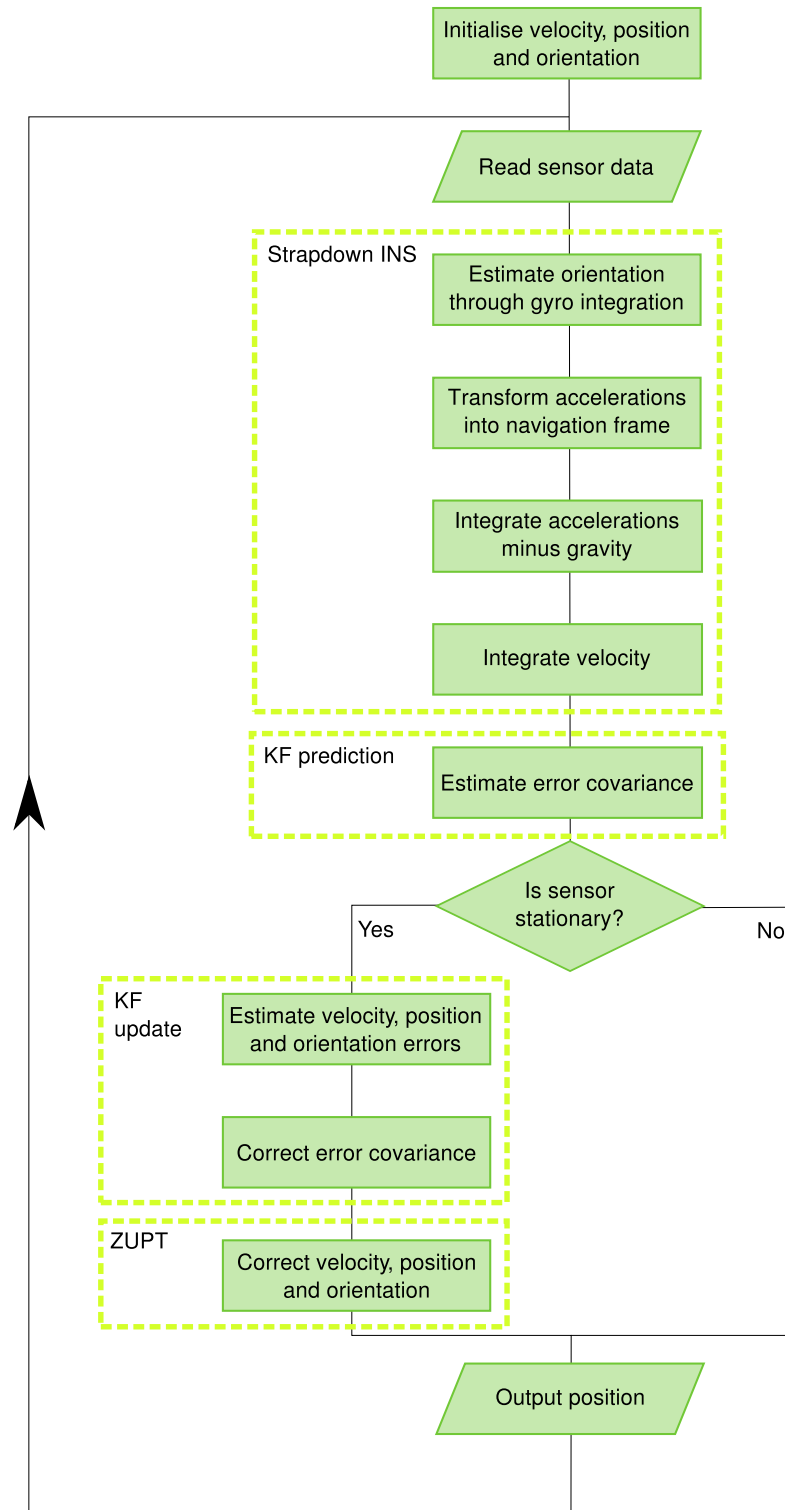 Initialise velocity, position
and orientation
Read sensor data
Strapdown INS
Estimate orientation
through gyro integration
Transform accelerations
into navigation frame
Integrate accelerations
minus gravity
Integrate velocity
KF prediction
Estimate error covariance
Is sensor
stationary?
Yes
No
KF
update
Estimate velocity, position
and orientation errors
Correct error covariance
ZUPT
Correct velocity, position
and orientation
Output position